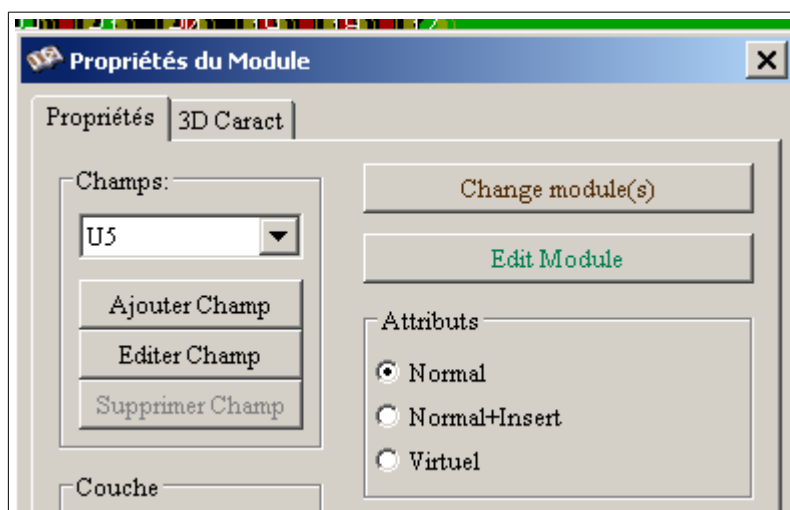 Propriétés du Module
Propriétés 3D Caract
Champs:
U5
Ajouter Champ
Editer Champ
Supprimer Champ
Couche
Change module(s)
Edit Module
Attributs
Normal
Normal+Insert
Virtuel